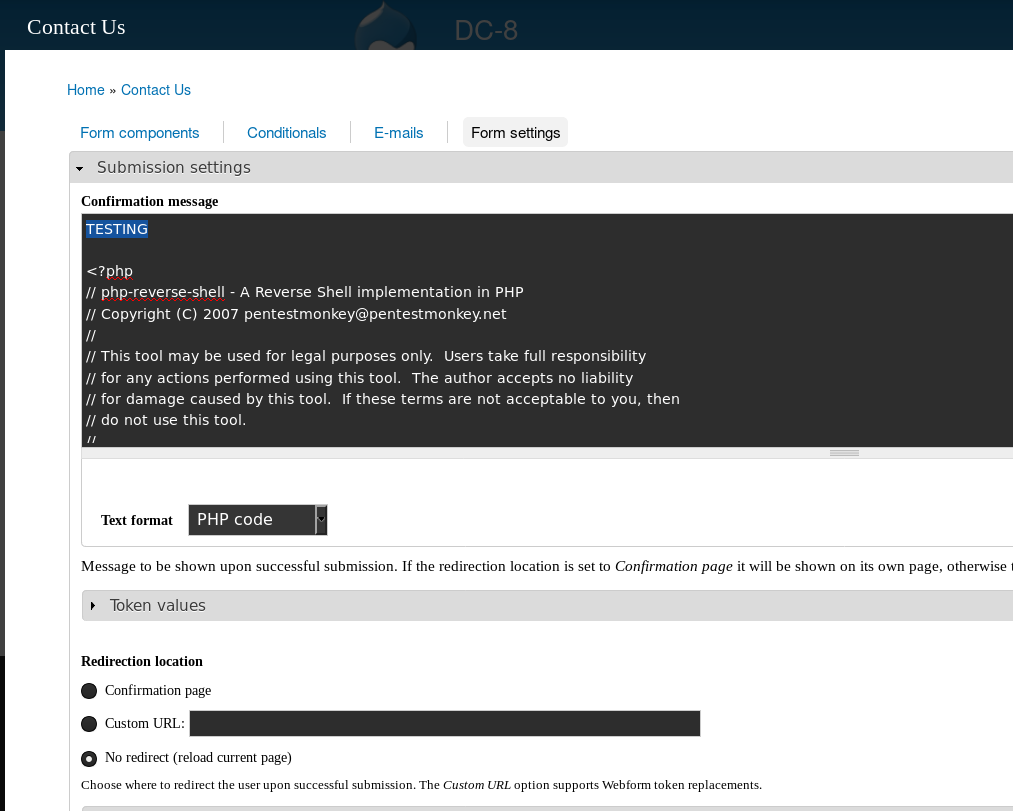 Contact Us
DC-8
Home » Contact Us
Form components Conditionals E-mails Form settings
Submission settings
Confirmation message
TESTING
<?php
// php-reverse-shell - A Reverse Shell implementation in PHP
// Copyright (C) 2007 pentestmonkey@pentestmonkey.net
//
// This tool may be used for legal purposes only.  Users take full responsibility
// for any actions performed using this tool.  The author accepts no liability
// for damage caused by this tool.  If these terms are not acceptable to you, then
// do not use this tool.
//
Text format PHP code
Message to be shown upon successful submission. If the redirection location is set to Confirmation page it will be shown on its own page, otherwise
Token values
Redirection location
Confirmation page
Custom URL:
No redirect (reload current page)
Choose where to redirect the user upon successful submission. The Custom URL option supports Webform token replacements.